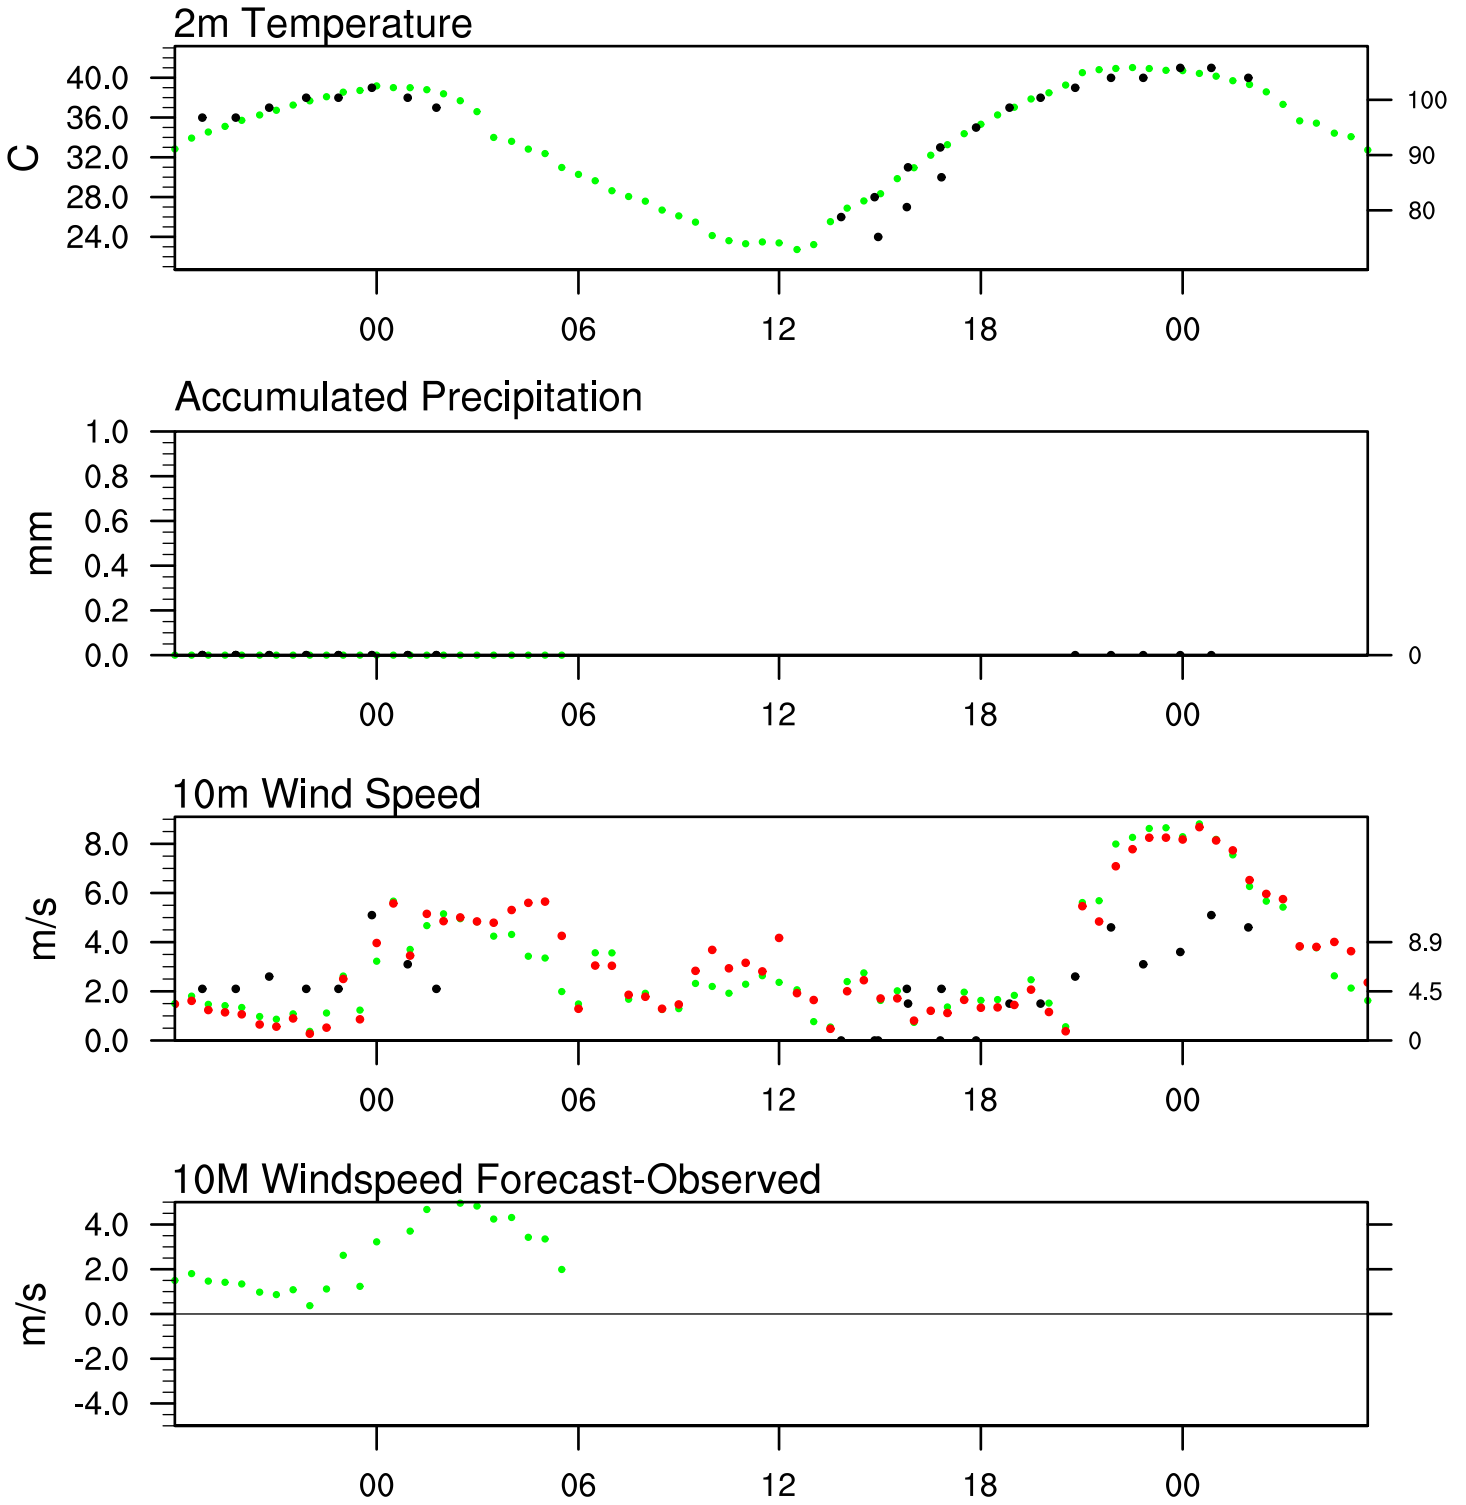 2m Temperature
C
40.0
36.0
32.0
28.0
24.0
100
90
80
00 06 12 18 00
Accumulated Precipitation
mm
1.0
0.8
0.6
0.4
0.2
0.0
0
00 06 12 18 00
10m Wind Speed
m/s
8.0
6.0
4.0
2.0
0.0
8.9
4.5
0
00 06 12 18 00
10M Windspeed Forecast-Observed
m/s
4.0
2.0
0.0
-2.0
-4.0
00 06 12 18 00